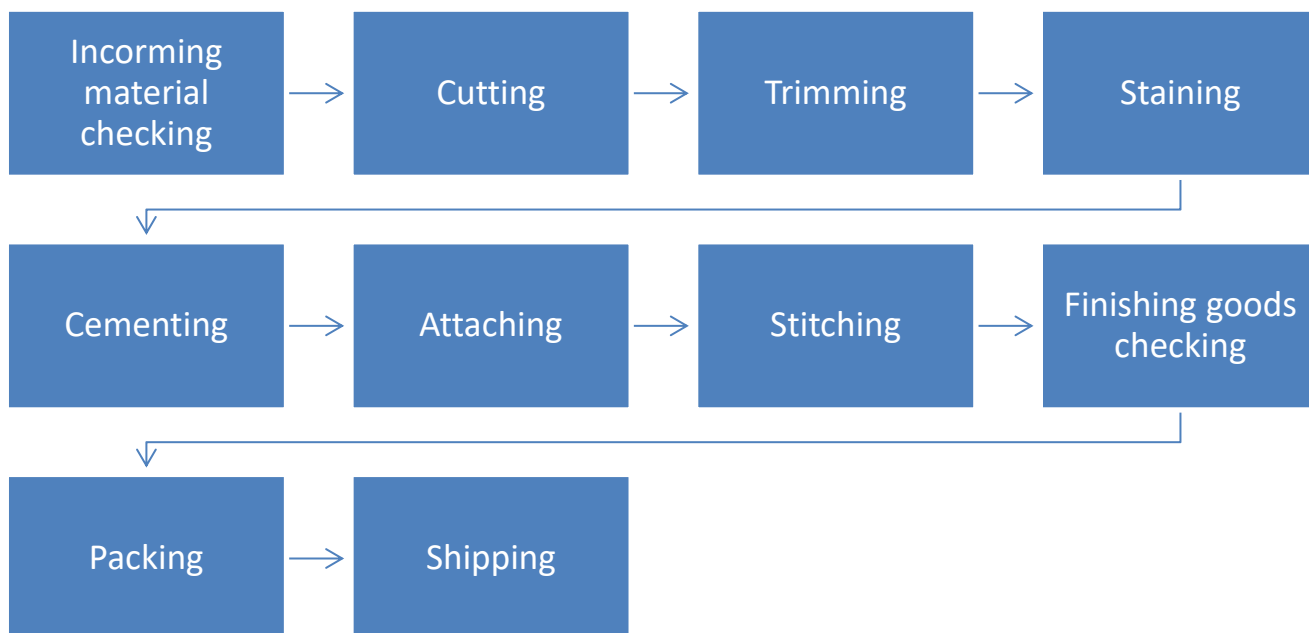 Incorming
material
checking
Cutting
Trimming
Staining
Cementing
Attaching
Stitching
Finishing goods
checking
Packing
Shipping